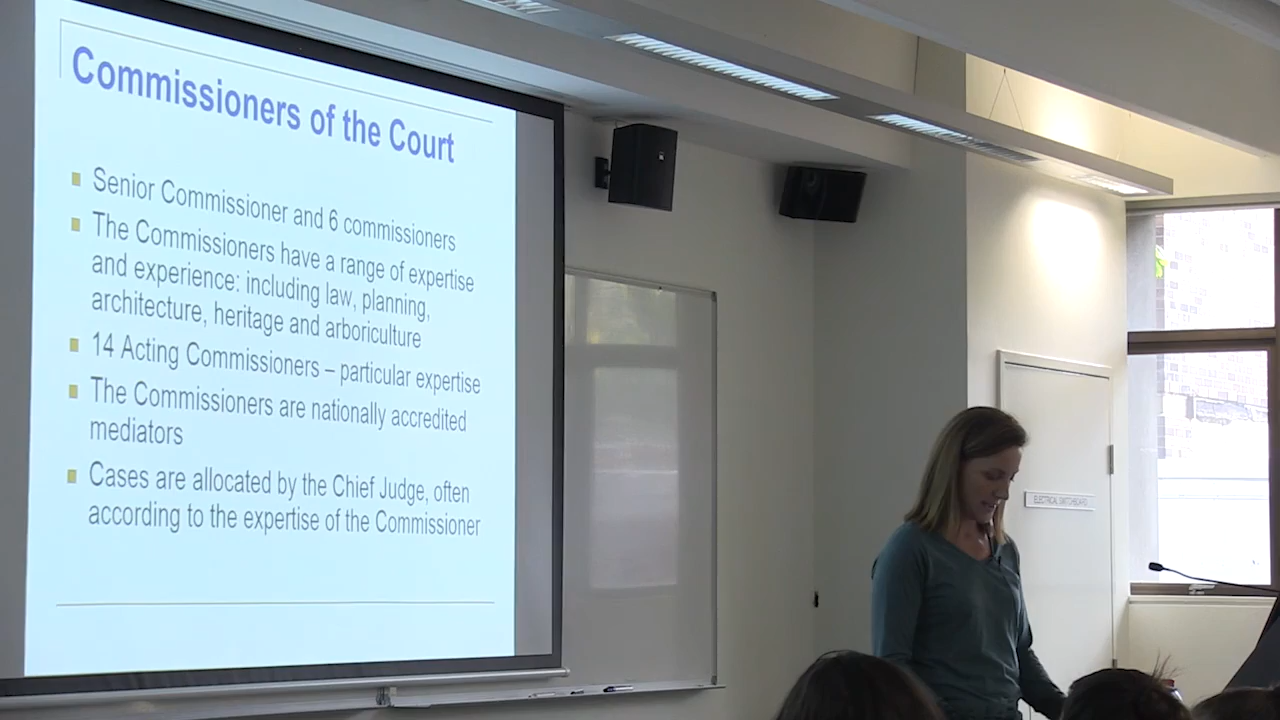 Commissioners of the Court
Senior Commissioner and 6 commissioners
The Commissioners have a range of expertise
and experience: including law, planning,
architecture, heritage and arboriculture
14 Acting Commissioners – particular expertise
The Commissioners are nationally accredited
mediators
Cases are allocated by the Chief Judge, often
according to the expertise of the Commissioner
ELECTRICAL SWITCHBOARD